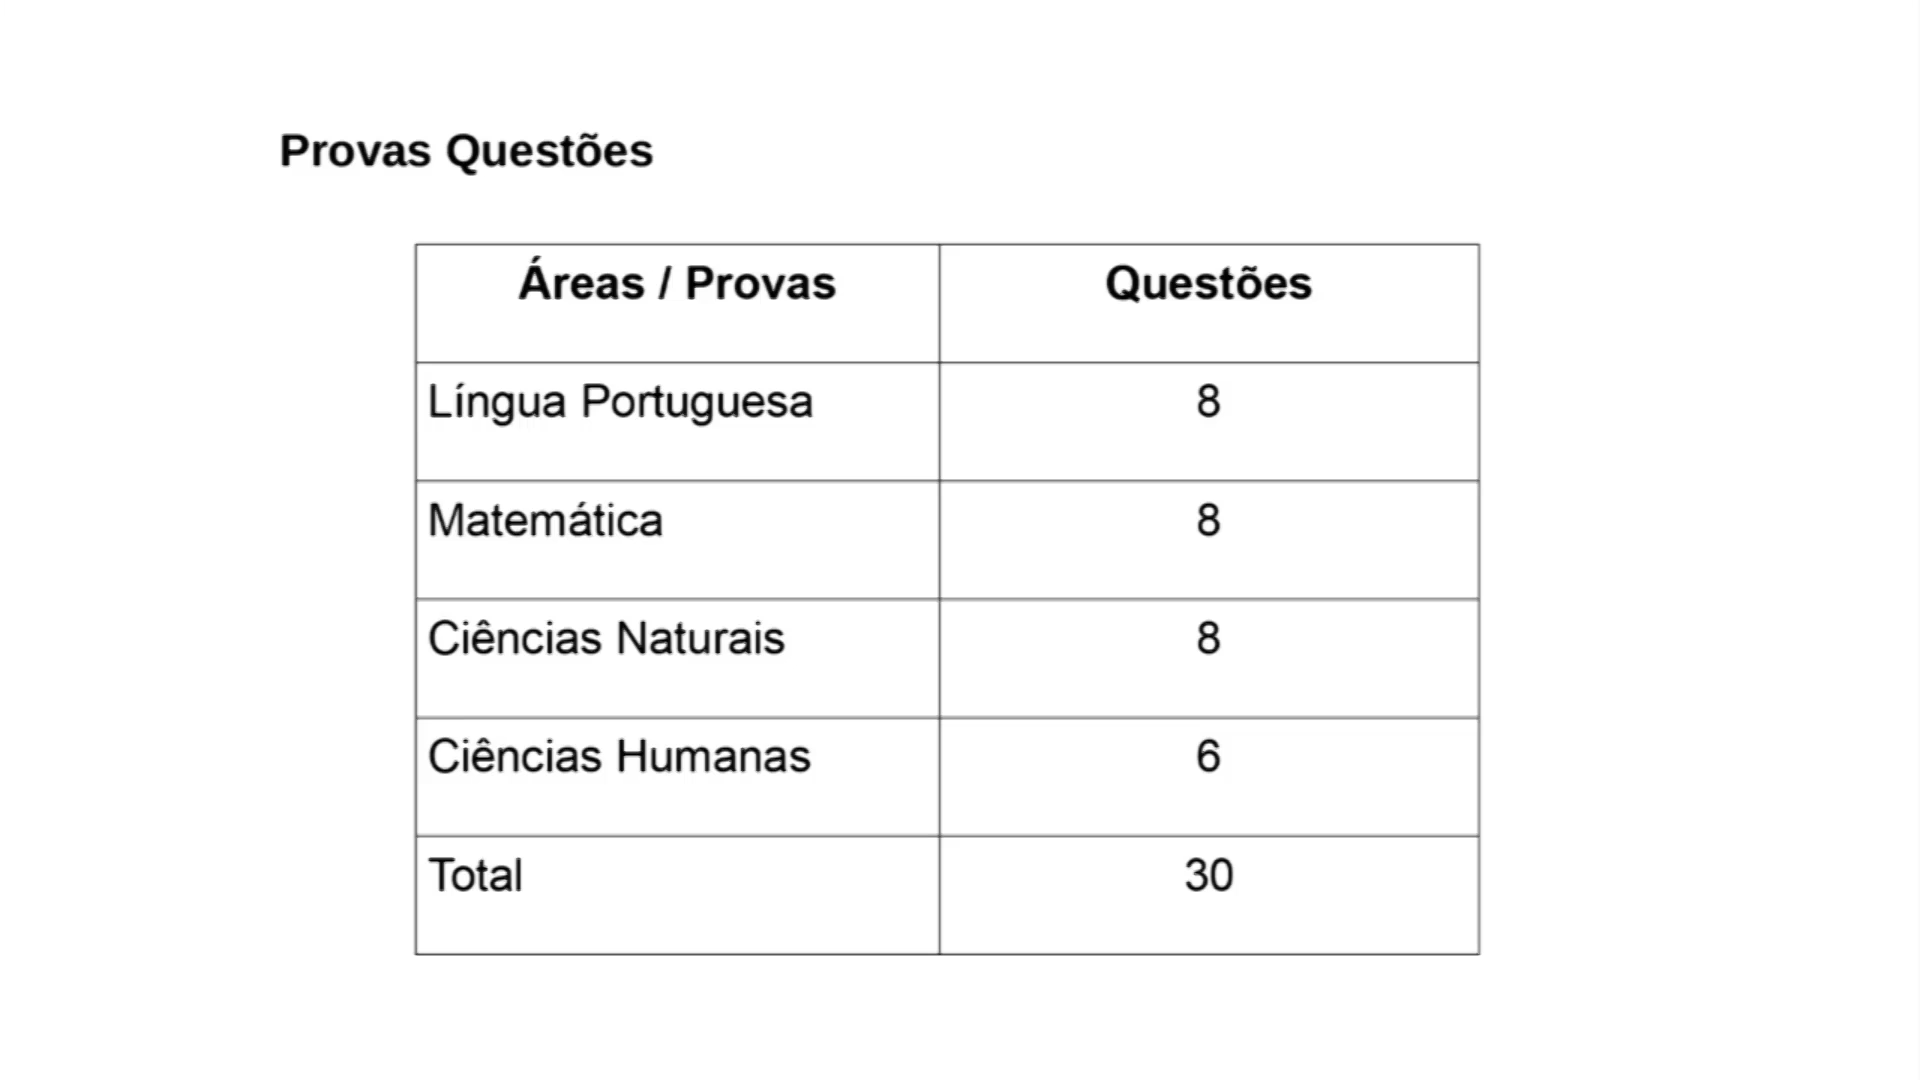 Provas Questões
Áreas / Provas Questões
Língua Portuguesa 8
Matemática 8
Ciências Naturais 8
Ciências Humanas 6
Total 30